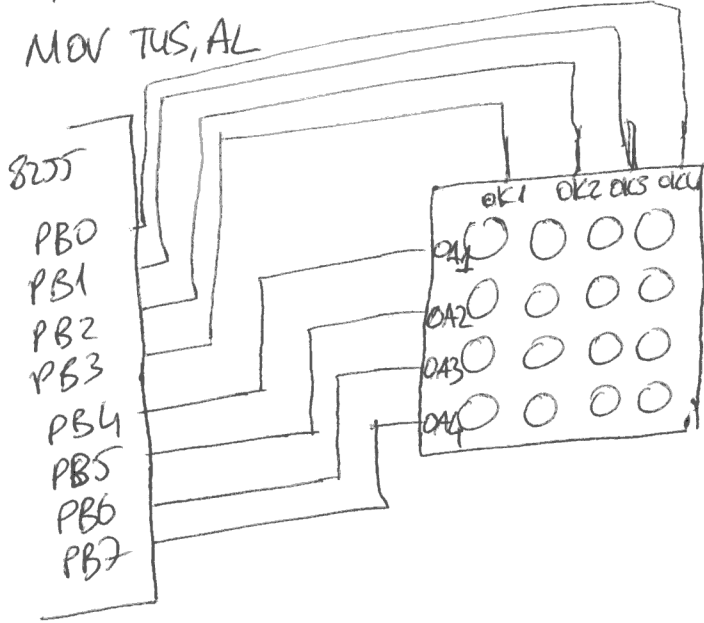 MOV TUS, AL
8255
PB0
PB1
PB2
PB3
PB4
PB5
PB6
PB7
OK1 OK2 OK3 OK4
OA1
OA2
OA3
OA4